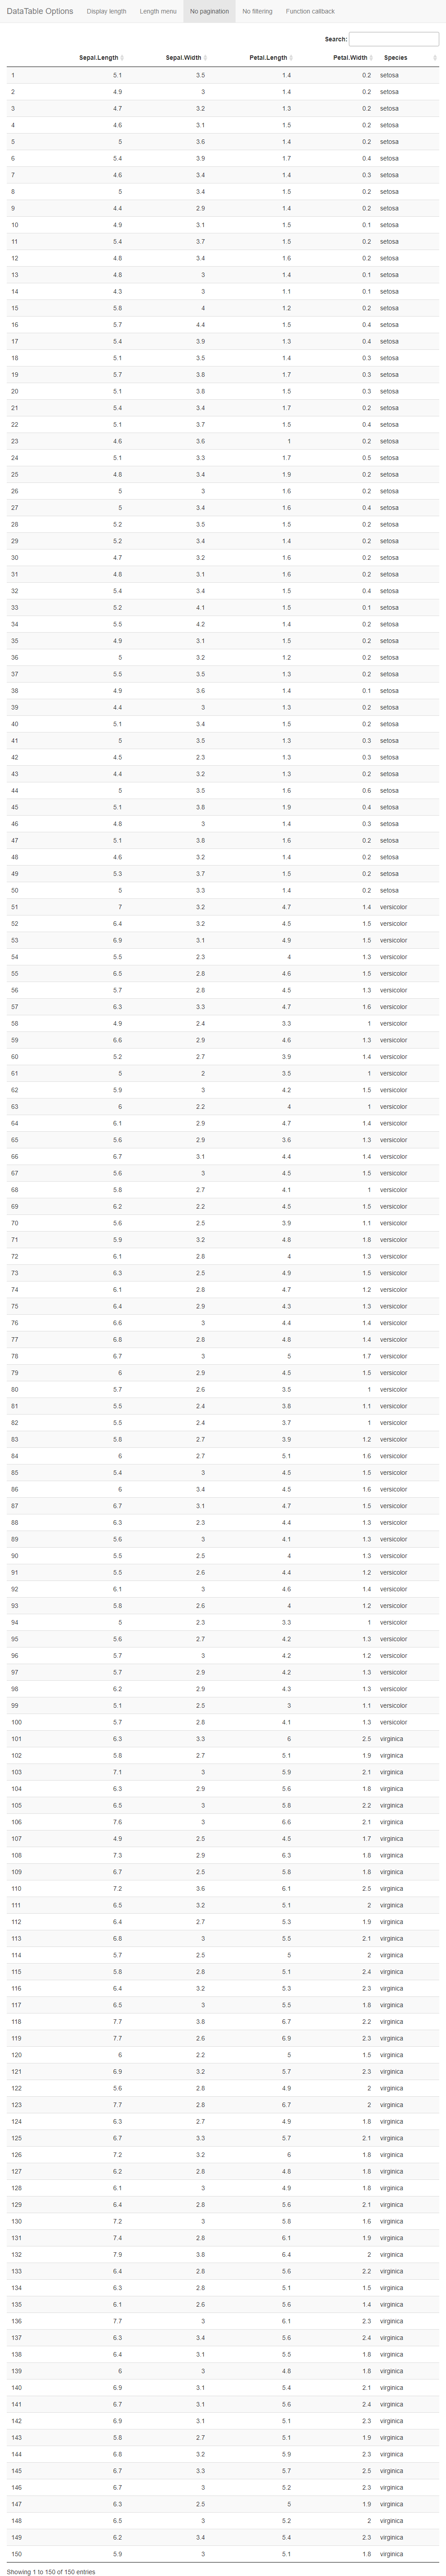 DataTable Options Display length Length menu No pagination No filtering Function callback
Search:
Sepal.Length Sepal.Width Petal.Length Petal.Width Species
1 5.1 3.5 1.4 0.2 setosa
2 4.9 3 1.4 0.2 setosa
3 4.7 3.2 1.3 0.2 setosa
4 4.6 3.1 1.5 0.2 setosa
5 5 3.6 1.4 0.2 setosa
6 5.4 3.9 1.7 0.4 setosa
7 4.6 3.4 1.4 0.3 setosa
8 5 3.4 1.5 0.2 setosa
9 4.4 2.9 1.4 0.2 setosa
10 4.9 3.1 1.5 0.1 setosa
11 5.4 3.7 1.5 0.2 setosa
12 4.8 3.4 1.6 0.2 setosa
13 4.8 3 1.4 0.1 setosa
14 4.3 3 1.1 0.1 setosa
15 5.8 4 1.2 0.2 setosa
16 5.7 4.4 1.5 0.4 setosa
17 5.4 3.9 1.3 0.4 setosa
18 5.1 3.5 1.4 0.3 setosa
19 5.7 3.8 1.7 0.3 setosa
20 5.1 3.8 1.5 0.3 setosa
21 5.4 3.4 1.7 0.2 setosa
22 5.1 3.7 1.5 0.4 setosa
23 4.6 3.6 1 0.2 setosa
24 5.1 3.3 1.7 0.5 setosa
25 4.8 3.4 1.9 0.2 setosa
26 5 3 1.6 0.2 setosa
27 5 3.4 1.6 0.4 setosa
28 5.2 3.5 1.5 0.2 setosa
29 5.2 3.4 1.4 0.2 setosa
30 4.7 3.2 1.6 0.2 setosa
31 4.8 3.1 1.6 0.2 setosa
32 5.4 3.4 1.5 0.4 setosa
33 5.2 4.1 1.5 0.1 setosa
34 5.5 4.2 1.4 0.2 setosa
35 4.9 3.1 1.5 0.2 setosa
36 5 3.2 1.2 0.2 setosa
37 5.5 3.5 1.3 0.2 setosa
38 4.9 3.6 1.4 0.1 setosa
39 4.4 3 1.3 0.2 setosa
40 5.1 3.4 1.5 0.2 setosa
41 5 3.5 1.3 0.3 setosa
42 4.5 2.3 1.3 0.3 setosa
43 4.4 3.2 1.3 0.2 setosa
44 5 3.5 1.6 0.6 setosa
45 5.1 3.8 1.9 0.4 setosa
46 4.8 3 1.4 0.3 setosa
47 5.1 3.8 1.6 0.2 setosa
48 4.6 3.2 1.4 0.2 setosa
49 5.3 3.7 1.5 0.2 setosa
50 5 3.3 1.4 0.2 setosa
51 7 3.2 4.7 1.4 versicolor
52 6.4 3.2 4.5 1.5 versicolor
53 6.9 3.1 4.9 1.5 versicolor
54 5.5 2.3 4 1.3 versicolor
55 6.5 2.8 4.6 1.5 versicolor
56 5.7 2.8 4.5 1.3 versicolor
57 6.3 3.3 4.7 1.6 versicolor
58 4.9 2.4 3.3 1 versicolor
59 6.6 2.9 4.6 1.3 versicolor
60 5.2 2.7 3.9 1.4 versicolor
61 5 2 3.5 1 versicolor
62 5.9 3 4.2 1.5 versicolor
63 6 2.2 4 1 versicolor
64 6.1 2.9 4.7 1.4 versicolor
65 5.6 2.9 3.6 1.3 versicolor
66 6.7 3.1 4.4 1.4 versicolor
67 5.6 3 4.5 1.5 versicolor
68 5.8 2.7 4.1 1 versicolor
69 6.2 2.2 4.5 1.5 versicolor
70 5.6 2.5 3.9 1.1 versicolor
71 5.9 3.2 4.8 1.8 versicolor
72 6.1 2.8 4 1.3 versicolor
73 6.3 2.5 4.9 1.5 versicolor
74 6.1 2.8 4.7 1.2 versicolor
75 6.4 2.9 4.3 1.3 versicolor
76 6.6 3 4.4 1.4 versicolor
77 6.8 2.8 4.8 1.4 versicolor
78 6.7 3 5 1.7 versicolor
79 6 2.9 4.5 1.5 versicolor
80 5.7 2.6 3.5 1 versicolor
81 5.5 2.4 3.8 1.1 versicolor
82 5.5 2.4 3.7 1 versicolor
83 5.8 2.7 3.9 1.2 versicolor
84 6 2.7 5.1 1.6 versicolor
85 5.4 3 4.5 1.5 versicolor
86 6 3.4 4.5 1.6 versicolor
87 6.7 3.1 4.7 1.5 versicolor
88 6.3 2.3 4.4 1.3 versicolor
89 5.6 3 4.1 1.3 versicolor
90 5.5 2.5 4 1.3 versicolor
91 5.5 2.6 4.4 1.2 versicolor
92 6.1 3 4.6 1.4 versicolor
93 5.8 2.6 4 1.2 versicolor
94 5 2.3 3.3 1 versicolor
95 5.6 2.7 4.2 1.3 versicolor
96 5.7 3 4.2 1.2 versicolor
97 5.7 2.9 4.2 1.3 versicolor
98 6.2 2.9 4.3 1.3 versicolor
99 5.1 2.5 3 1.1 versicolor
100 5.7 2.8 4.1 1.3 versicolor
101 6.3 3.3 6 2.5 virginica
102 5.8 2.7 5.1 1.9 virginica
103 7.1 3 5.9 2.1 virginica
104 6.3 2.9 5.6 1.8 virginica
105 6.5 3 5.8 2.2 virginica
106 7.6 3 6.6 2.1 virginica
107 4.9 2.5 4.5 1.7 virginica
108 7.3 2.9 6.3 1.8 virginica
109 6.7 2.5 5.8 1.8 virginica
110 7.2 3.6 6.1 2.5 virginica
111 6.5 3.2 5.1 2 virginica
112 6.4 2.7 5.3 1.9 virginica
113 6.8 3 5.5 2.1 virginica
114 5.7 2.5 5 2 virginica
115 5.8 2.8 5.1 2.4 virginica
116 6.4 3.2 5.3 2.3 virginica
117 6.5 3 5.5 1.8 virginica
118 7.7 3.8 6.7 2.2 virginica
119 7.7 2.6 6.9 2.3 virginica
120 6 2.2 5 1.5 virginica
121 6.9 3.2 5.7 2.3 virginica
122 5.6 2.8 4.9 2 virginica
123 7.7 2.8 6.7 2 virginica
124 6.3 2.7 4.9 1.8 virginica
125 6.7 3.3 5.7 2.1 virginica
126 7.2 3.2 6 1.8 virginica
127 6.2 2.8 4.8 1.8 virginica
128 6.1 3 4.9 1.8 virginica
129 6.4 2.8 5.6 2.1 virginica
130 7.2 3 5.8 1.6 virginica
131 7.4 2.8 6.1 1.9 virginica
132 7.9 3.8 6.4 2 virginica
133 6.4 2.8 5.6 2.2 virginica
134 6.3 2.8 5.1 1.5 virginica
135 6.1 2.6 5.6 1.4 virginica
136 7.7 3 6.1 2.3 virginica
137 6.3 3.4 5.6 2.4 virginica
138 6.4 3.1 5.5 1.8 virginica
139 6 3 4.8 1.8 virginica
140 6.9 3.1 5.4 2.1 virginica
141 6.7 3.1 5.6 2.4 virginica
142 6.9 3.1 5.1 2.3 virginica
143 5.8 2.7 5.1 1.9 virginica
144 6.8 3.2 5.9 2.3 virginica
145 6.7 3.3 5.7 2.5 virginica
146 6.7 3 5.2 2.3 virginica
147 6.3 2.5 5 1.9 virginica
148 6.5 3 5.2 2 virginica
149 6.2 3.4 5.4 2.3 virginica
150 5.9 3 5.1 1.8 virginica
Showing 1 to 150 of 150 entries